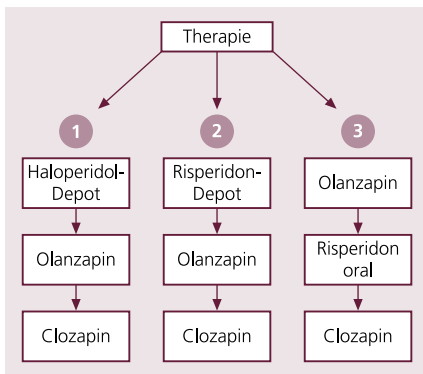 Therapie
1
2
3
Haloperidol-
Depot
Risperidon-
Depot
Olanzapin
Olanzapin
Olanzapin
Risperidon
oral
Clozapin
Clozapin
Clozapin